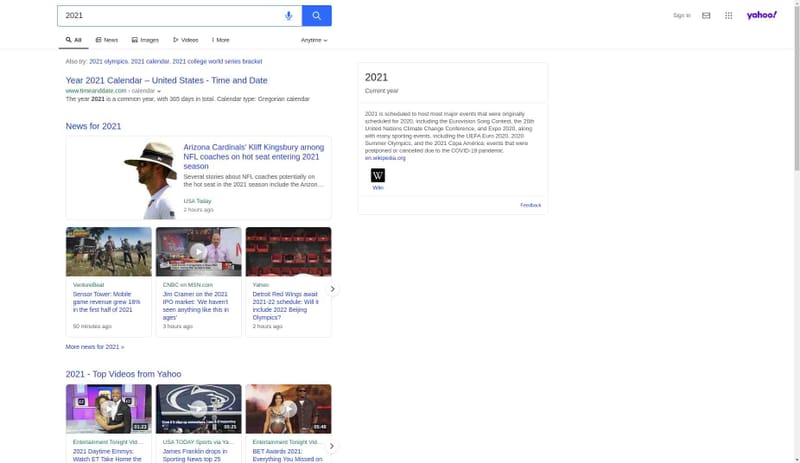 2021
Sign In
yahoo!
All
News
Images
Videos
More
Anytime
Also try: 2021 olympics, 2021 calendar, 2021 college world series bracket
Year 2021 Calendar – United States - Time and Date
www.timeanddate.com › calendar
The year 2021 is a common year, with 365 days in total. Calendar type: Gregorian calendar
News for 2021
Arizona Cardinals' Kliff Kingsbury among
NFL coaches on hot seat entering 2021
season
Several stories about NFL coaches potentially on
the hot seat in the 2021 season include the Arizon...
USA Today
2 hours ago
VentureBeat
Sensor Tower: Mobile
game revenue grew 18%
in the first half of 2021
50 minutes ago
CNBC on MSN.com
Jim Cramer on the 2021
IPO market: 'We haven't
seen anything like this in
ages'
3 hours ago
Yahoo
Detroit Red Wings await
2021-22 schedule: Will it
include 2022 Beijing
Olympics?
2 hours ago
More news for 2021 »
2021 - Top Videos from Yahoo
01:23
Entertainment Tonight Vid...
2021 Daytime Emmys:
Watch ET Take Home the
00:25
USA TODAY Sports via Ya...
James Franklin drops in
Sporting News top 25
05:48
Entertainment Tonight Vid...
BET Awards 2021:
Everything You Missed on
2021
Current year
2021 is scheduled to host most major events that were originally
scheduled for 2020, including the Eurovision Song Contest, the 26th
United Nations Climate Change Conference, and Expo 2020, along
with many sporting events, including the UEFA Euro 2020, 2020
Summer Olympics, and the 2021 Copa América; events that were
postponed or cancelled due to the COVID-19 pandemic.
en.wikipedia.org
W
Wiki
Feedback